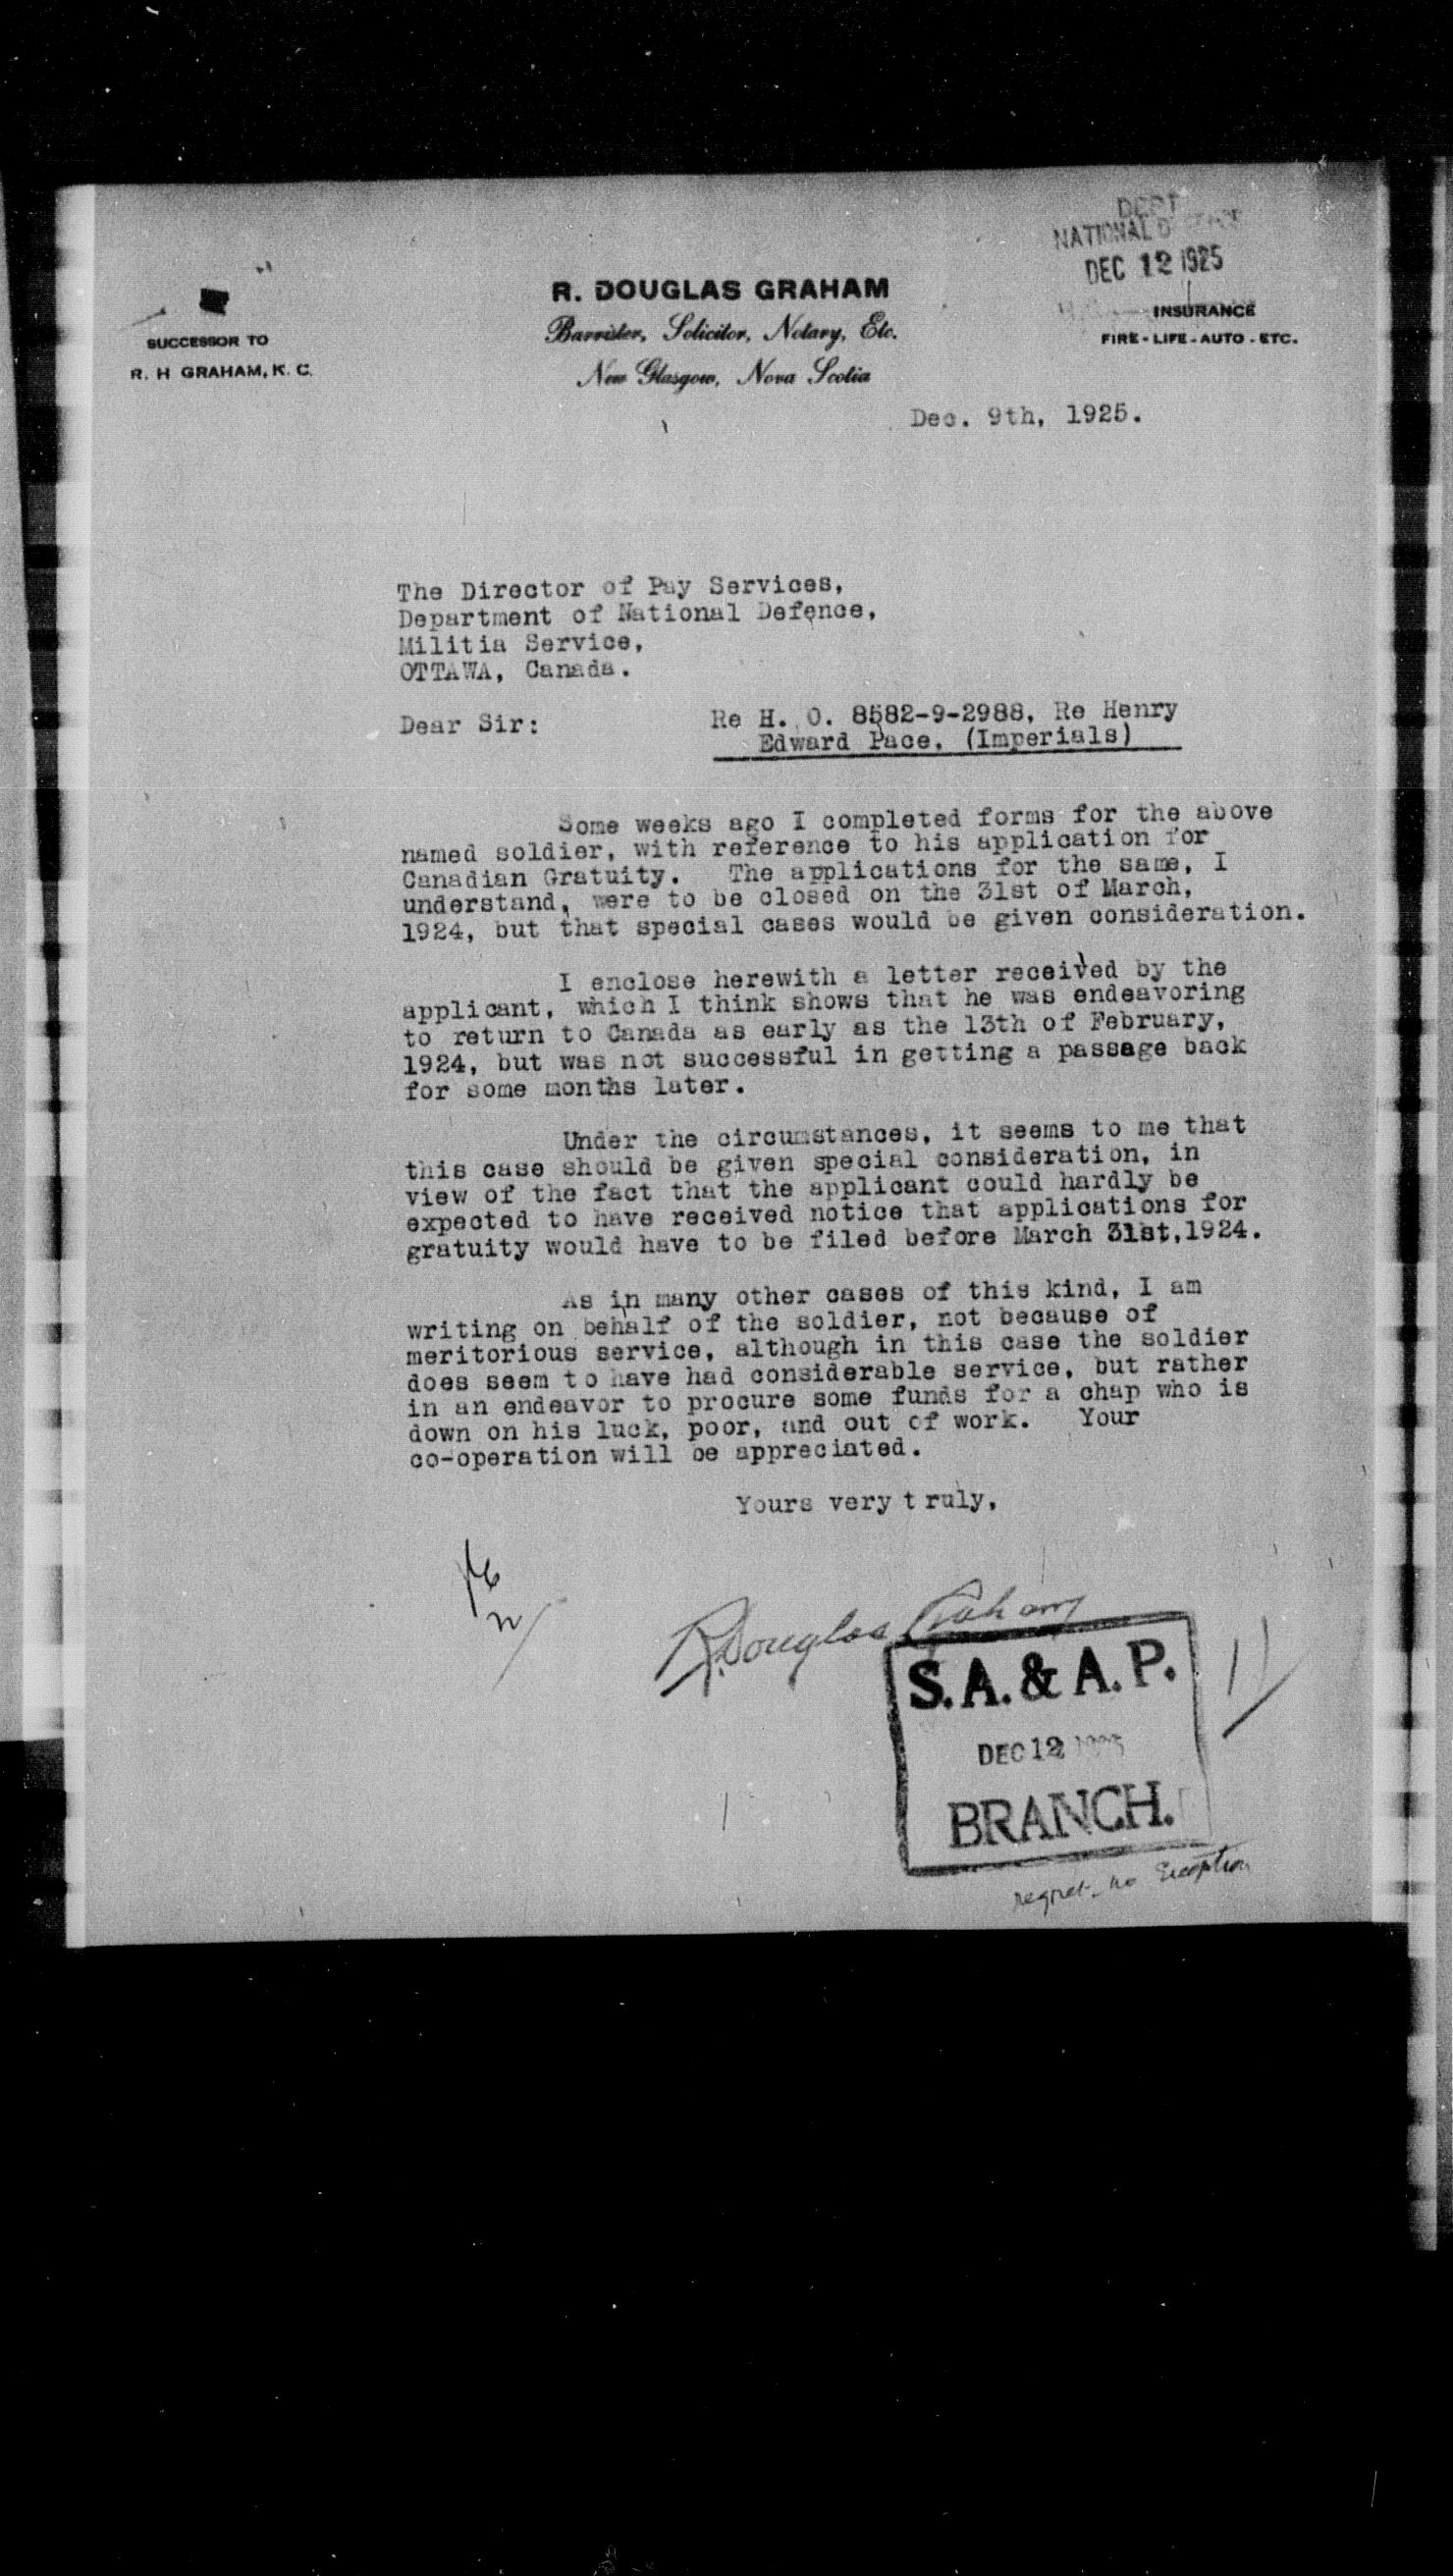 DEPT
NATIONAL
DEC 12 1925
R. DOUGLAS GRAHAM
Barrister, Solicitor, Notary, Etc.
New Glasgow, Nova Scotia
SUCCESSOR TO
R. H GRAHAM, K. C.
INSURANCE
FIRE - LIFE - AUTO - ETC.
Dec. 9th, 1925.
The Director of Pay Services,
Department of National Defence,
Militia Service,
OTTAWA, Canada.
Dear Sir:
Re H. O. 8582-9-2988, Re Henry
Edward Pace, (Imperials)
Some weeks ago I completed forms for the above
named soldier, with reference to his application for
Canadian Gratuity. The applications for the same, I
understand, were to be closed on the 31st of March,
1924, but that special cases would be given consideration.
I enclose herewith a letter received by the
applicant, which I think shows that he was endeavoring
to return to Canada as early as the 13th of February,
1924, but was not successful in getting a passage back
for some months later.
Under the circumstances, it seems to me that
this case should be given special consideration, in
view of the fact that the applicant could hardly be
expected to have received notice that applications for
gratuity would have to be filed before March 31st,1924.
As in many other cases of this kind, I am
writing on behalf of the soldier, not because of
meritorious service, although in this case the soldier
does seem to have had considerable service, but rather
in an endeavor to procure some funds for a chap who is
down on his luck, poor, and out of work. Your
co-operation will be appreciated.
Yours very truly,
R. Douglas Graham
S.A. & A.P.
DEC 12 1925
BRANCH.
regret - no Exception